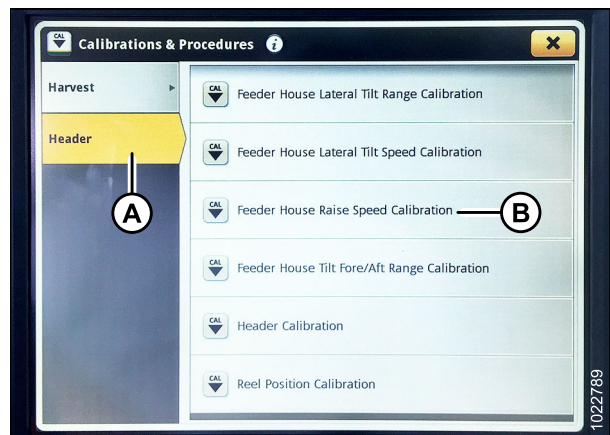 CAL
Calibrations & Procedures i
Harvest
Header
CAL Feeder House Lateral Tilt Range Calibration
CAL Feeder House Lateral Tilt Speed Calibration
CAL Feeder House Raise Speed Calibration
CAL Feeder House Tilt Fore/Aft Range Calibration
CAL Header Calibration
CAL Reel Position Calibration
A
B
1022789